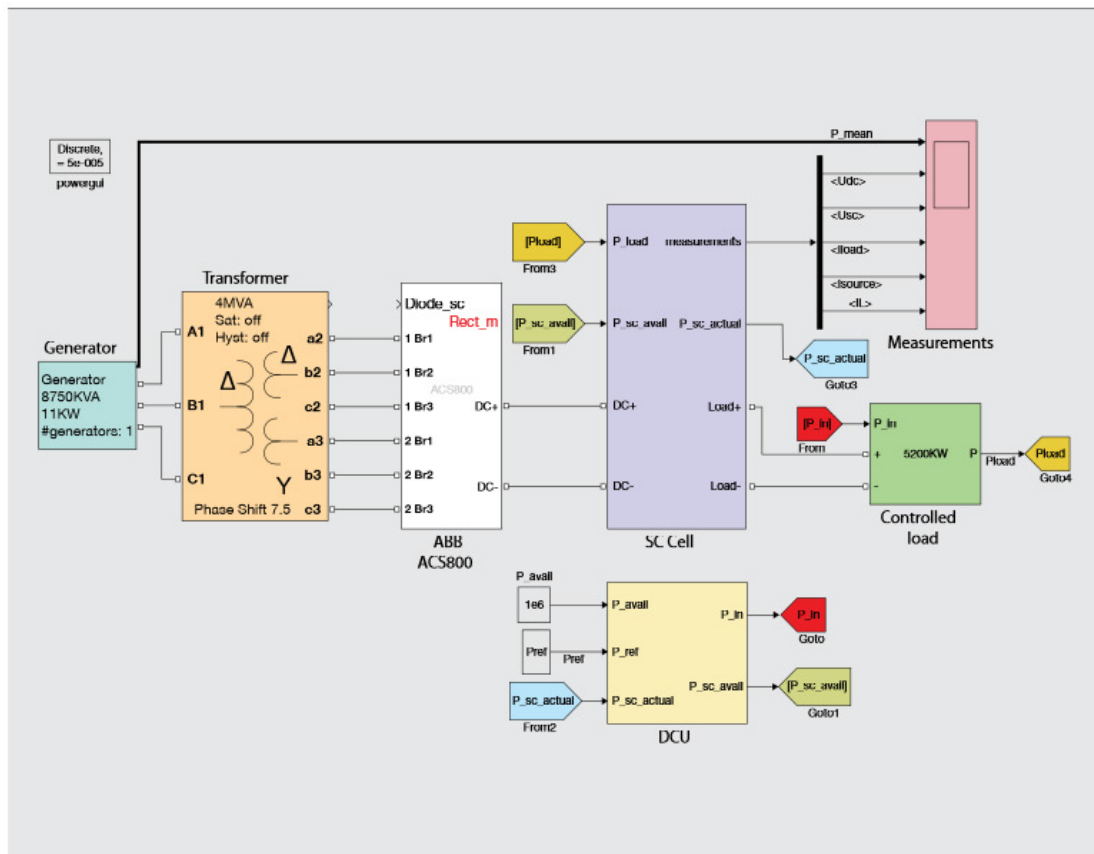 P_mean
Discrete,
= 5e-005
powergui
<Udc>
<Usc>
<Iload>
<Isource>
<IL>
Measurements
[Pload]
From3
P_load
measurements
[P_sc_avail]
From1
P_sc_avail
P_sc_actual
P_sc_actual
Goto3
DC+
Load+
DC-
Load-
SC Cell
Transformer
4MVA
Sat: off
Hyst: off
A1
B1
C1
a2
b2
c2
a3
b3
c3
Δ
Δ
Y
Phase Shift 7.5
Generator
Generator
8750KVA
11KW
#generators: 1
Diode_sc
Rect_m
1 Br1
1 Br2
ACS800
1 Br3
DC+
2 Br1
2 Br2
DC-
2 Br3
ABB
ACS800
[P_in]
From
P_in
+
5200KW
P
-
Pload
Pload
Goto4
Controlled
load
P_avail
1e6
P_avail
P_in
P_in
Goto
Pref
Pref
P_ref
P_sc_avail
[P_sc_avail]
Goto1
P_sc_actual
From2
P_sc_actual
DCU